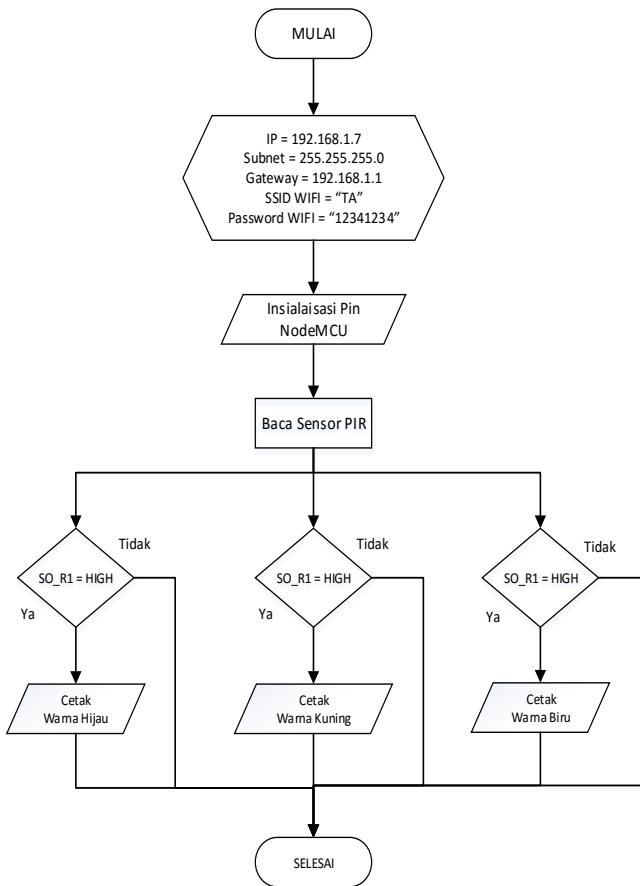 MULAI
IP = 192.168.1.7
Subnet = 255.255.255.0
Gateway = 192.168.1.1
SSID WIFI = “TA”
Password WIFI = “12341234”
Insialaisasi Pin
NodeMCU
Baca Sensor PIR
SO_R1 = HIGH
Tidak
Ya
Cetak
Warna Hijau
SO_R1 = HIGH
Tidak
Ya
Cetak
Warna Kuning
SO_R1 = HIGH
Tidak
Ya
Cetak
Warna Biru
SELESAI